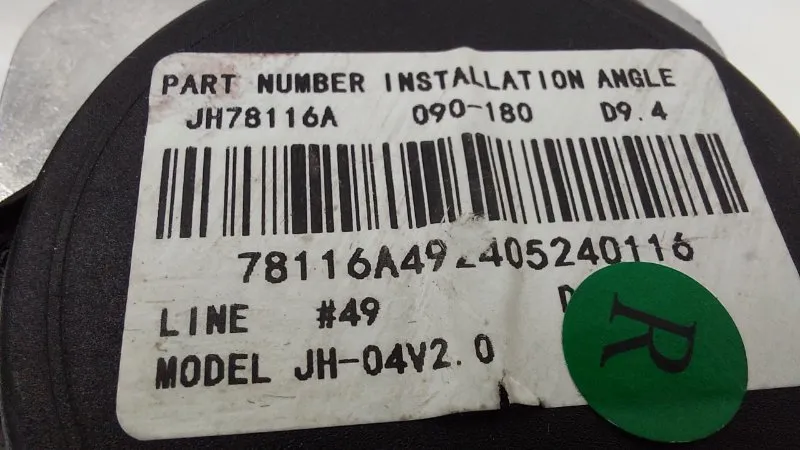 PART NUMBER INSTALLATION ANGLE
JH78116A 090-180 D9.4
78116A492405240116
LINE #49 D
MODEL JH-04V2.0
R